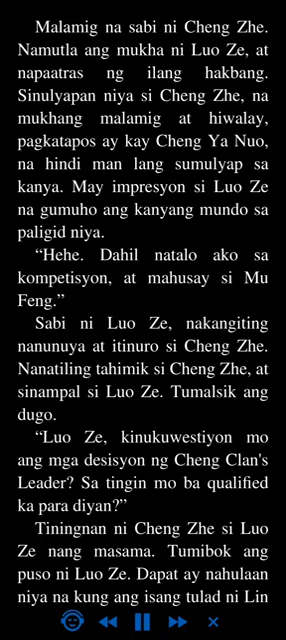 Malamig na sabi ni Cheng Zhe.
Namutla ang mukha ni Luo Ze, at
napaatras ng ilang hakbang.
Sinulyapan niya si Cheng Zhe, na
mukhang malamig at hiwalay,
pagkatapos ay kay Cheng Ya Nuo,
na hindi man lang sumulyap sa
kanya. May impresyon si Luo Ze
na gumuho ang kanyang mundo sa
paligid niya.
“Hehe. Dahil natalo ako sa
kompetisyon, at mahusay si Mu
Feng.”
Sabi ni Luo Ze, nakangiting
nanunuya at itinuro si Cheng Zhe.
Nanatiling tahimik si Cheng Zhe, at
sinampal si Luo Ze. Tumalsik ang
dugo.
“Luo Ze, kinukuwestiyon mo
ang mga desisyon ng Cheng Clan's
Leader? Sa tingin mo ba qualified
ka para diyan?”
Tiningnan ni Cheng Zhe si Luo
Ze nang masama. Tumibok ang
puso ni Luo Ze. Dapat ay nahulaan
niya na kung ang isang tulad ni Lin